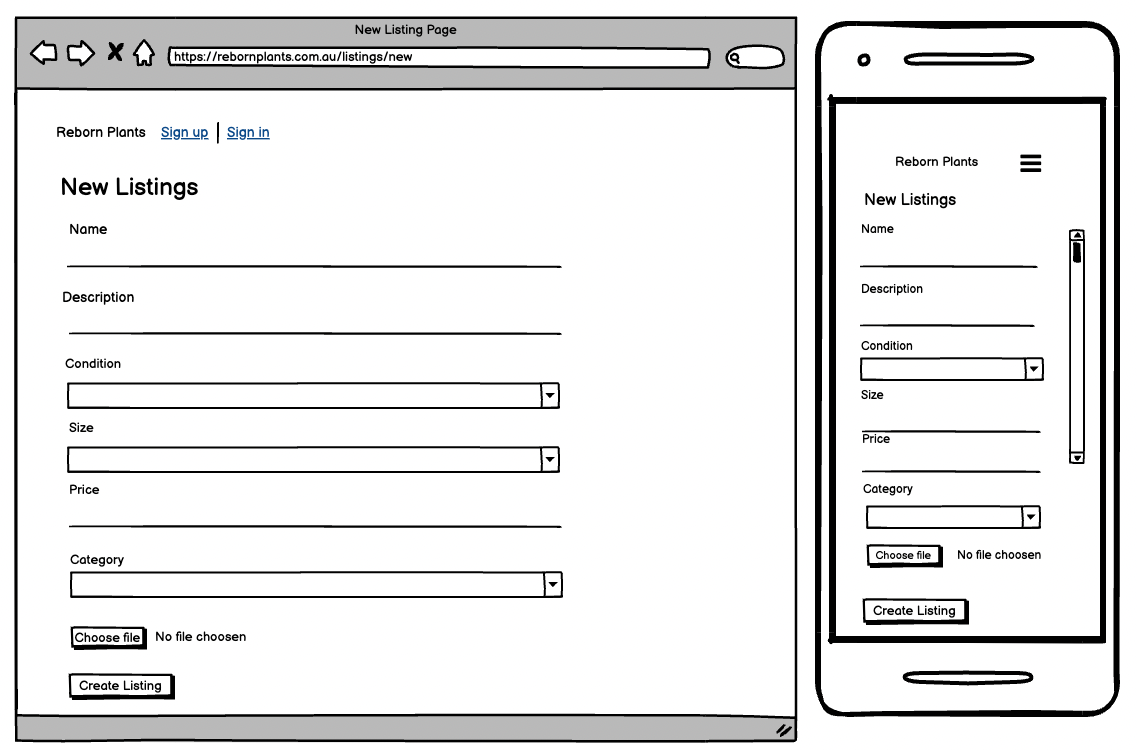 New Listing Page
https://rebornplants.com.au/listings/new
Reborn Plants Sign up Sign in
New Listings
Name
Description
Condition
Size
Price
Category
Choose file No file choosen
Create Listing
Reborn Plants
New Listings
Name
Description
Condition
Size
Price
Category
Choose file No file choosen
Create Listing